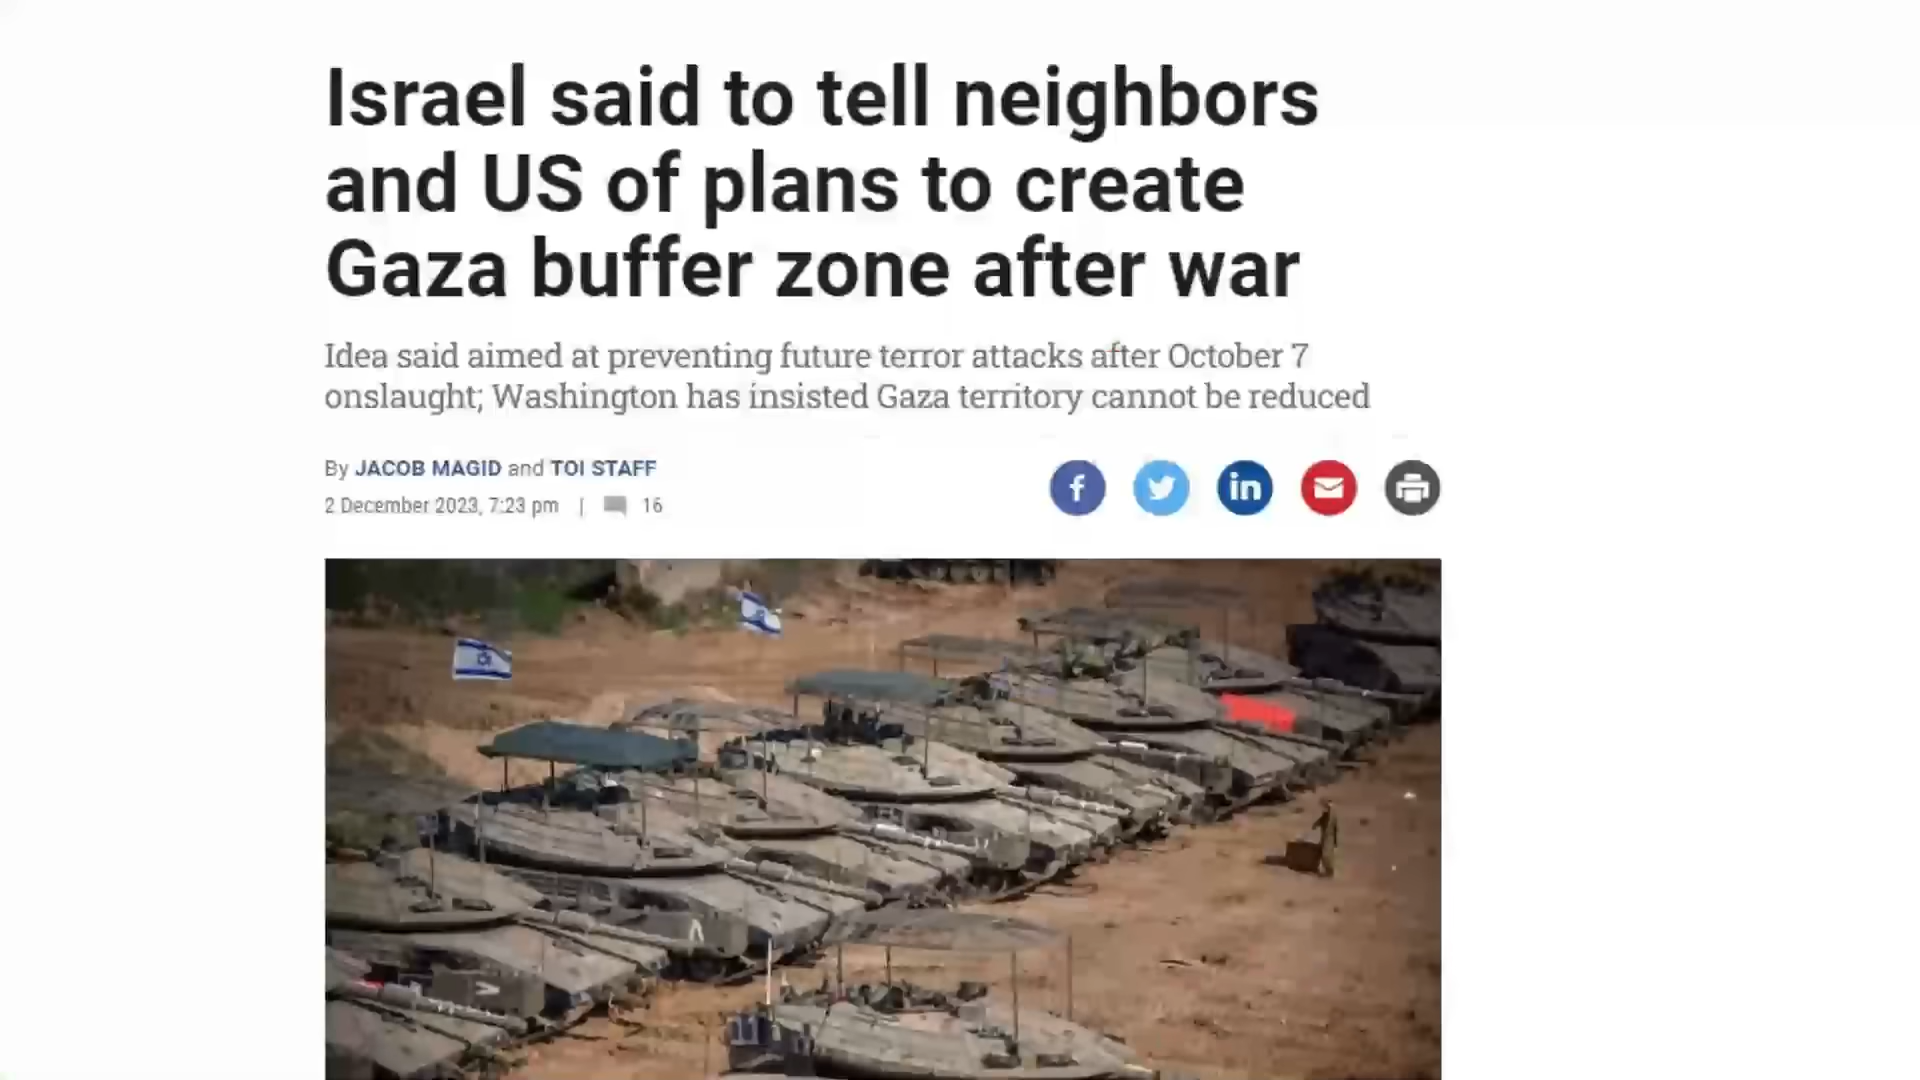 Israel said to tell neighbors
and US of plans to create
Gaza buffer zone after war
Idea said aimed at preventing future terror attacks after October 7
onslaught; Washington has insisted Gaza territory cannot be reduced
By JACOB MAGID and TOI STAFF
2 December 2023, 7:23 pm | 16